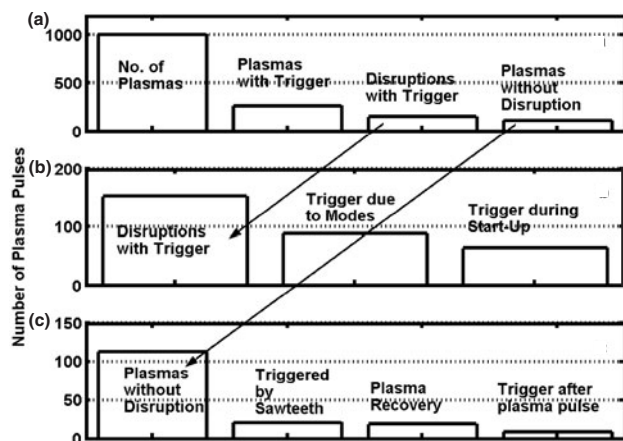 (a)
1000
500
0
No. of
Plasmas
Plasmas
with Trigger
Disruptions
with Trigger
Plasmas
without
Disruption
Number of Plasma Pulses
(b)
200
100
0
Disruptions
with Trigger
Trigger due
to Modes
Trigger during
Start-Up
(c)
150
100
50
0
Plasmas
without
Disruption
Triggered
by
Sawteeth
Plasma
Recovery
Trigger after
plasma pulse